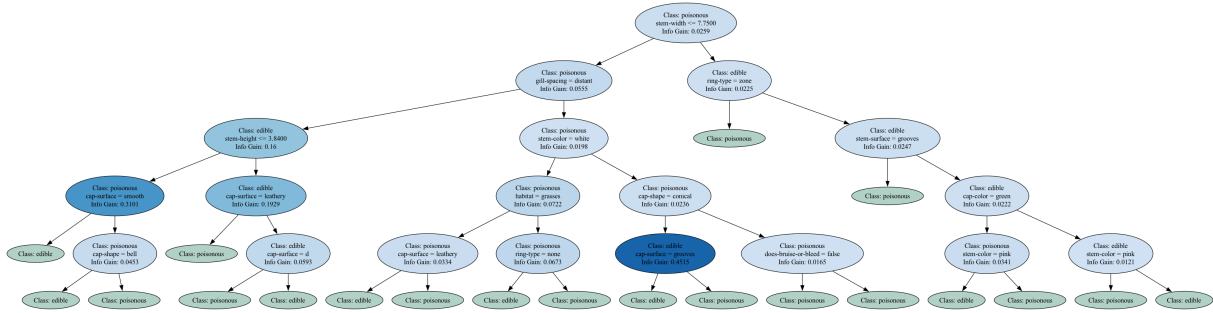 Class: poisonous
stem-width <= 7.7500
Info Gain: 0.0259
Class: poisonous
gill-spacing = distant
Info Gain: 0.0555
Class: edible
ring-type = zone
Info Gain: 0.0225
Class: edible
stem-height <= 3.8400
Info Gain: 0.16
Class: poisonous
stem-color = white
Info Gain: 0.0198
Class: poisonous
Class: edible
stem-surface = grooves
Info Gain: 0.0247
Class: poisonous
cap-surface = smooth
Info Gain: 0.3101
Class: edible
cap-surface = leathery
Info Gain: 0.1929
Class: poisonous
habitat = grasses
Info Gain: 0.0722
Class: poisonous
cap-shape = conical
Info Gain: 0.0236
Class: poisonous
Class: edible
cap-color = green
Info Gain: 0.0222
Class: edible
Class: poisonous
cap-shape = bell
Info Gain: 0.0453
Class: poisonous
Class: edible
cap-surface = d
Info Gain: 0.0593
Class: poisonous
cap-surface = leathery
Info Gain: 0.0334
Class: poisonous
ring-type = none
Info Gain: 0.0673
Class: edible
cap-surface = grooves
Info Gain: 0.4515
Class: poisonous
does-bruise-or-bleed = false
Info Gain: 0.0165
Class: poisonous
stem-color = pink
Info Gain: 0.0341
Class: edible
stem-color = pink
Info Gain: 0.0121
Class: edible
Class: poisonous
Class: poisonous
Class: edible
Class: edible
Class: poisonous
Class: edible
Class: poisonous
Class: edible
Class: poisonous
Class: poisonous
Class: poisonous
Class: edible
Class: poisonous
Class: poisonous
Class: edible